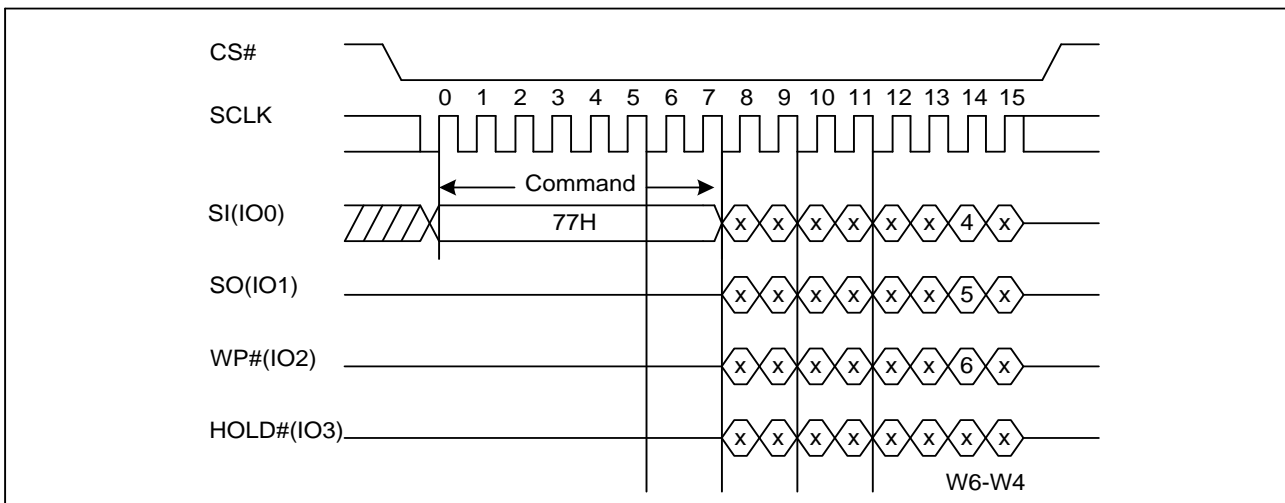 CS#
SCLK
0 1 2 3 4 5 6 7 8 9 10 11 12 13 14 15
Command
SI(IO0)
77H x x x x x x 4 x
SO(IO1)
x x x x x x 5 x
WP#(IO2)
x x x x x x 6 x
HOLD#(IO3)
x x x x x x x x
W6-W4